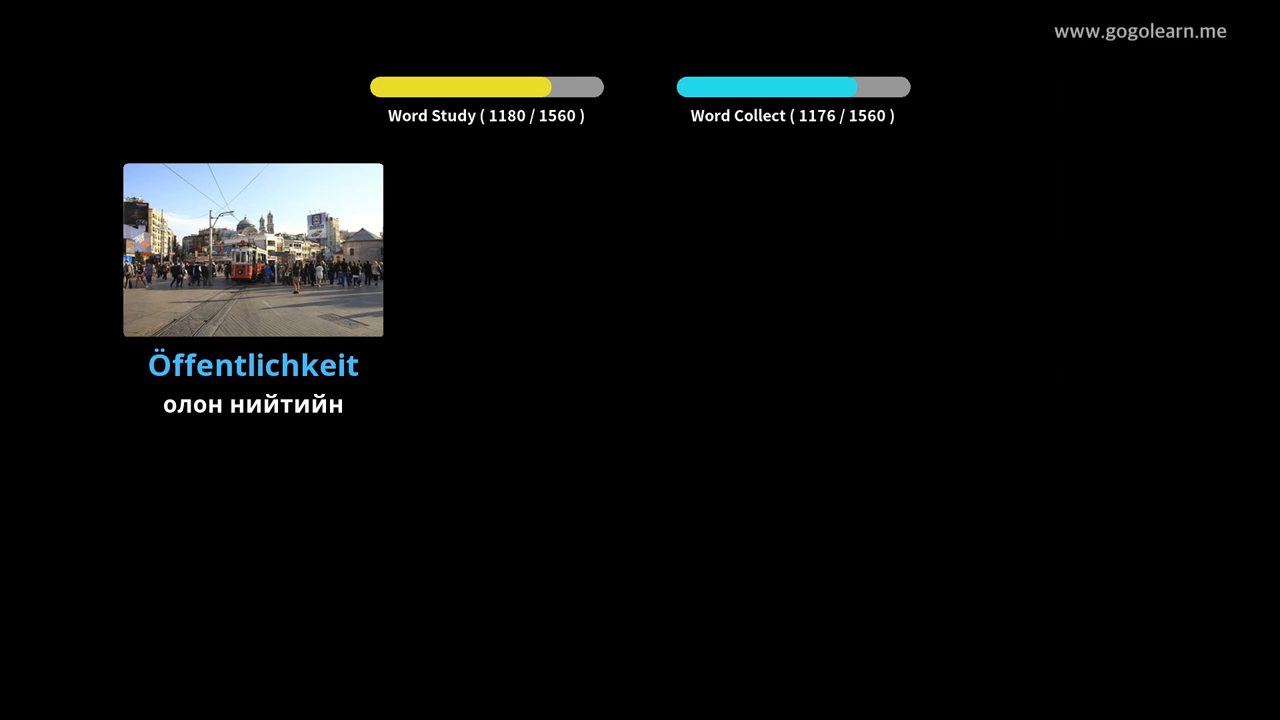 www.gogolearn.me
Word Study ( 1180 / 1560 )
Word Collect ( 1176 / 1560 )
Öffentlichkeit
олон нийтийн